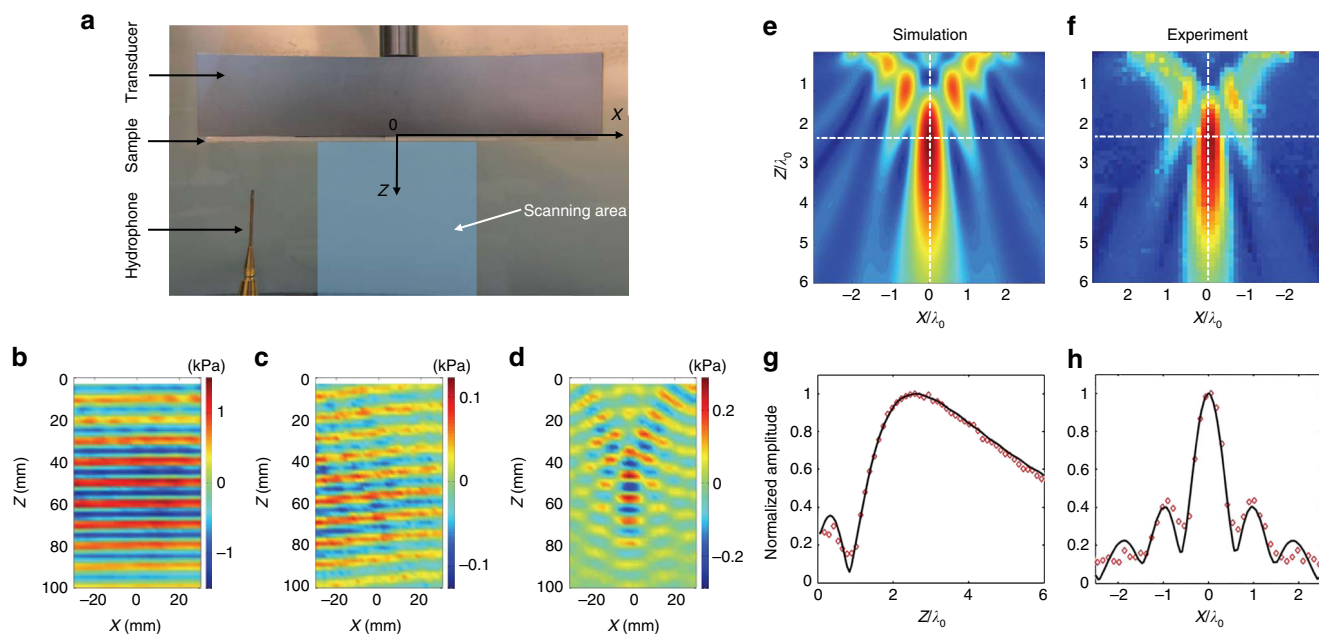 a
Transducer
Sample
Hydrophone
0
X
Z
Scanning area
e
Simulation
f
Experiment
Z/λ₀
1
2
3
4
5
6
−2 −1 0 1 2
X/λ₀
1
2
3
4
5
6
2 1 0 −1 −2
X/λ₀
b
(kPa)
0
20
40
60
80
100
Z (mm)
−20 0 20
X (mm)
1
0
−1
c
(kPa)
0
20
40
60
80
100
Z (mm)
−20 0 20
X (mm)
0.1
0
−0.1
d
(kPa)
0
20
40
60
80
100
Z (mm)
−20 0 20
X (mm)
0.2
0
−0.2
g
Normalized amplitude
1
0.8
0.6
0.4
0.2
0
0 2 4 6
Z/λ₀
h
1
0.8
0.6
0.4
0.2
0
−2 −1 0 1 2
X/λ₀